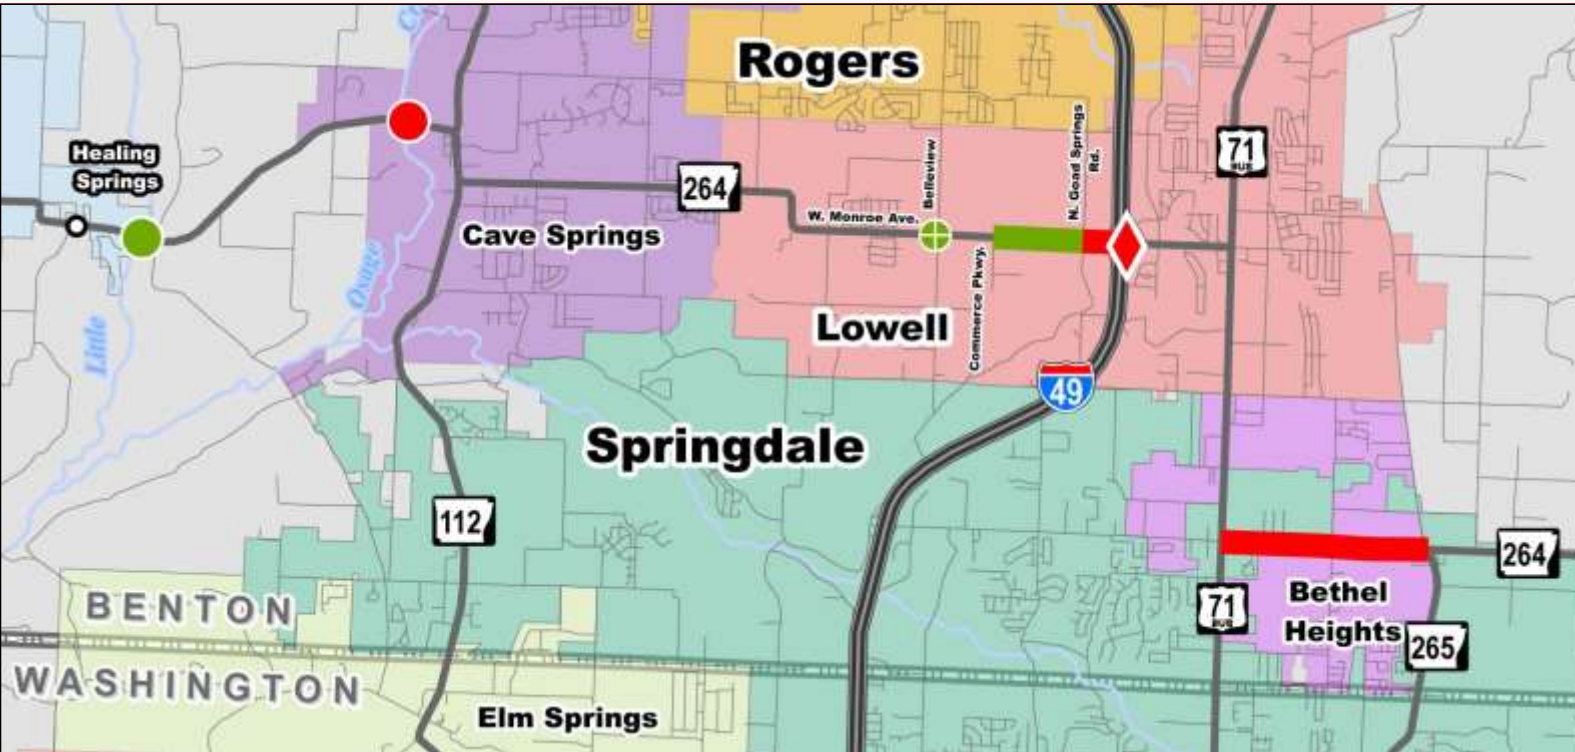 Rogers
N. Goad Springs
Rd.
71
BUS
Healing
Springs
Belleview
264
W. Monroe Ave.
Cave Springs
Osage
Little
Commerce Pkwy.
Lowell
49
Springdale
112
264
Bethel
Heights
71
BUS
265
BENTON
WASHINGTON
Elm Springs